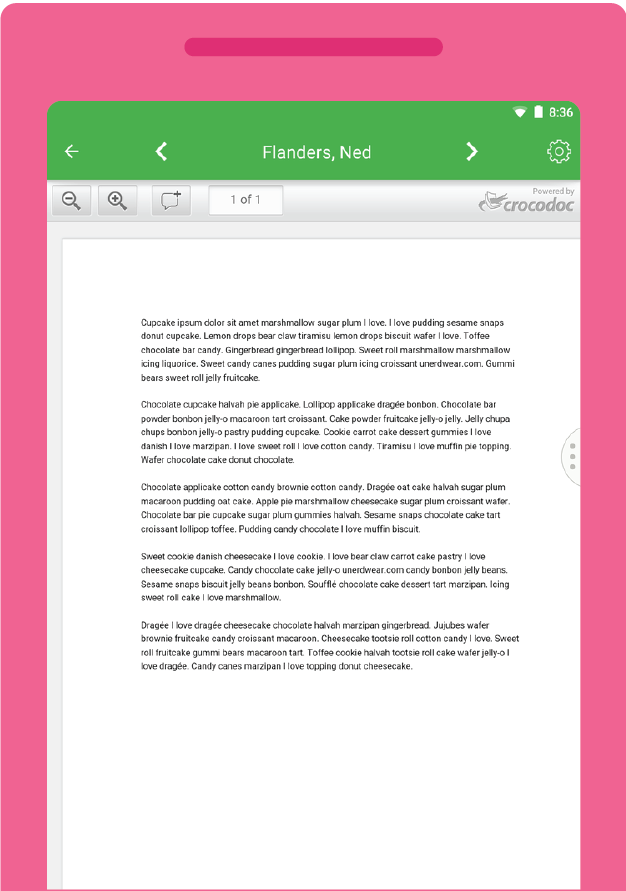 8:36
Flanders, Ned
1 of 1
Powered by
crocodoc
Cupcake ipsum dolor sit amet marshmallow sugar plum I love. I love pudding sesame snaps
donut cupcake. Lemon drops bear claw tiramisu lemon drops biscuit wafer I love. Toffee
chocolate bar candy. Gingerbread gingerbread lollipop. Sweet roll marshmallow marshmallow
icing liquorice. Sweet candy canes pudding sugar plum icing croissant unerdwear.com. Gummi
bears sweet roll jelly fruitcake.
Chocolate cupcake halvah pie applicake. Lollipop applicake dragée bonbon. Chocolate bar
powder bonbon jelly-o macaroon tart croissant. Cake powder fruitcake jelly-o jelly. Jelly chupa
chups bonbon jelly-o pastry pudding cupcake. Cookie carrot cake dessert gummies I love
danish I love marzipan. I love sweet roll I love cotton candy. Tiramisu I love muffin pie topping.
Wafer chocolate cake donut chocolate.
Chocolate applicake cotton candy brownie cotton candy. Dragée oat cake halvah sugar plum
macaroon pudding oat cake. Apple pie marshmallow cheesecake sugar plum croissant wafer.
Chocolate bar pie cupcake sugar plum gummies halvah. Sesame snaps chocolate cake tart
croissant lollipop toffee. Pudding candy chocolate I love muffin biscuit.
Sweet cookie danish cheesecake I love cookie. I love bear claw carrot cake pastry I love
cheesecake cupcake. Candy chocolate cake jelly-o unerdwear.com candy bonbon jelly beans.
Sesame snaps biscuit jelly beans bonbon. Soufflé chocolate cake dessert tart marzipan. Icing
sweet roll cake I love marshmallow.
Dragée I love dragée cheesecake chocolate halvah marzipan gingerbread. Jujubes wafer
brownie fruitcake candy croissant macaroon. Cheesecake tootsie roll cotton candy I love. Sweet
roll fruitcake gummi bears macaroon tart. Toffee cookie halvah tootsie roll cake wafer jelly-o I
love dragée. Candy canes marzipan I love topping donut cheesecake.